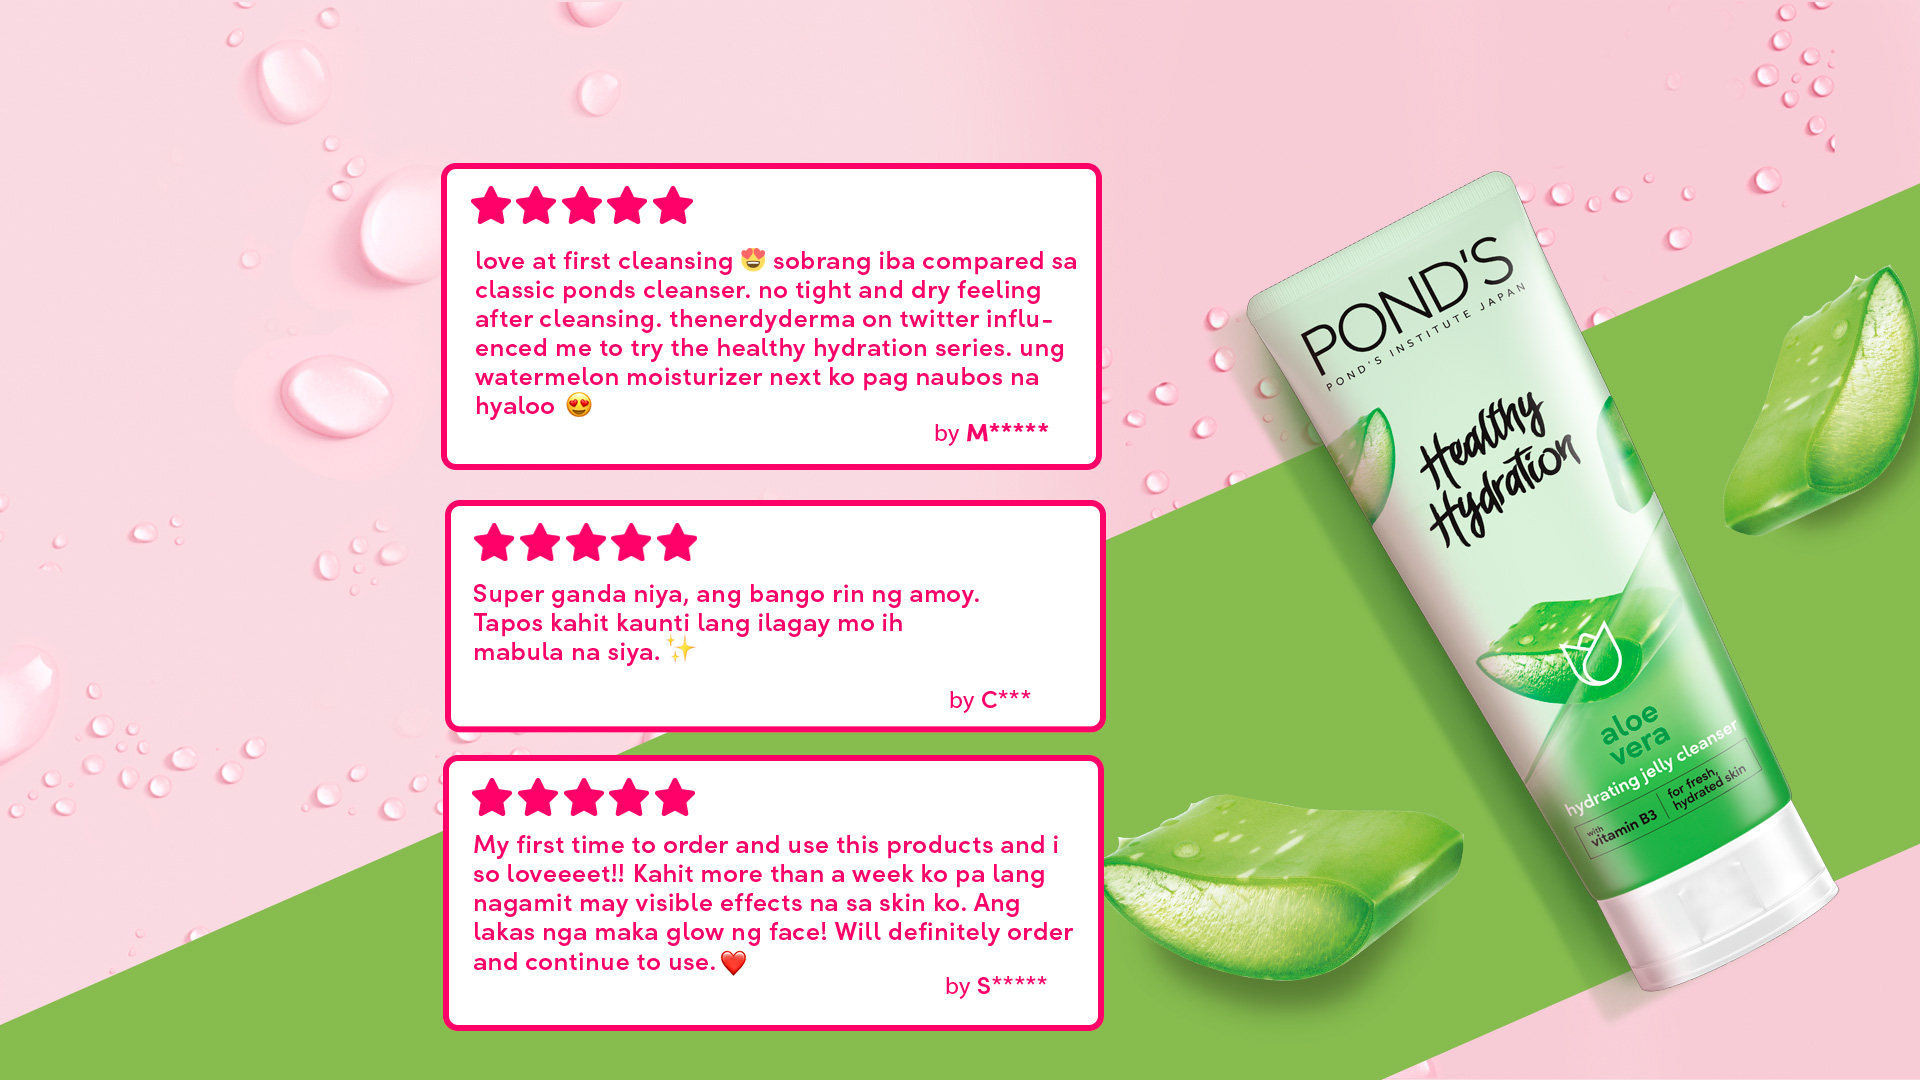 love at first cleansing 😍 sobrang iba compared sa
classic ponds cleanser. no tight and dry feeling
after cleansing. thenerdyderma on twitter influ-
enced me to try the healthy hydration series. ung
watermelon moisturizer next ko pag naubos na
hyaloo 😍
by M*****
Super ganda niya, ang bango rin ng amoy.
Tapos kahit kaunti lang ilagay mo ih
mabula na siya. ✨
by C***
My first time to order and use this products and i
so loveeeet!! Kahit more than a week ko pa lang
nagamit may visible effects na sa skin ko. Ang
lakas nga maka glow ng face! Will definitely order
and continue to use. ❤️
by S*****
POND'S
POND'S INSTITUTE JAPAN
Healthy
Hydration
aloe
vera
hydrating jelly cleanser
with
vitamin B3
for fresh,
hydrated skin